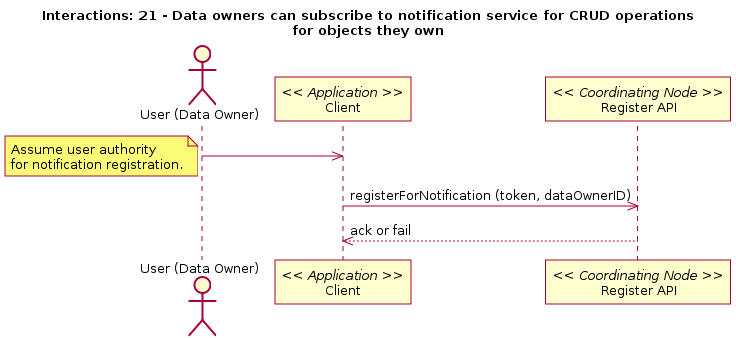 Interactions: 21 - Data owners can subscribe to notification service for CRUD operations
for objects they own
User (Data Owner)
<< Application >>
Client
<< Coordinating Node >>
Register API
Assume user authority
for notification registration.
registerForNotification (token, dataOwnerID)
ack or fail
User (Data Owner)
<< Application >>
Client
<< Coordinating Node >>
Register API